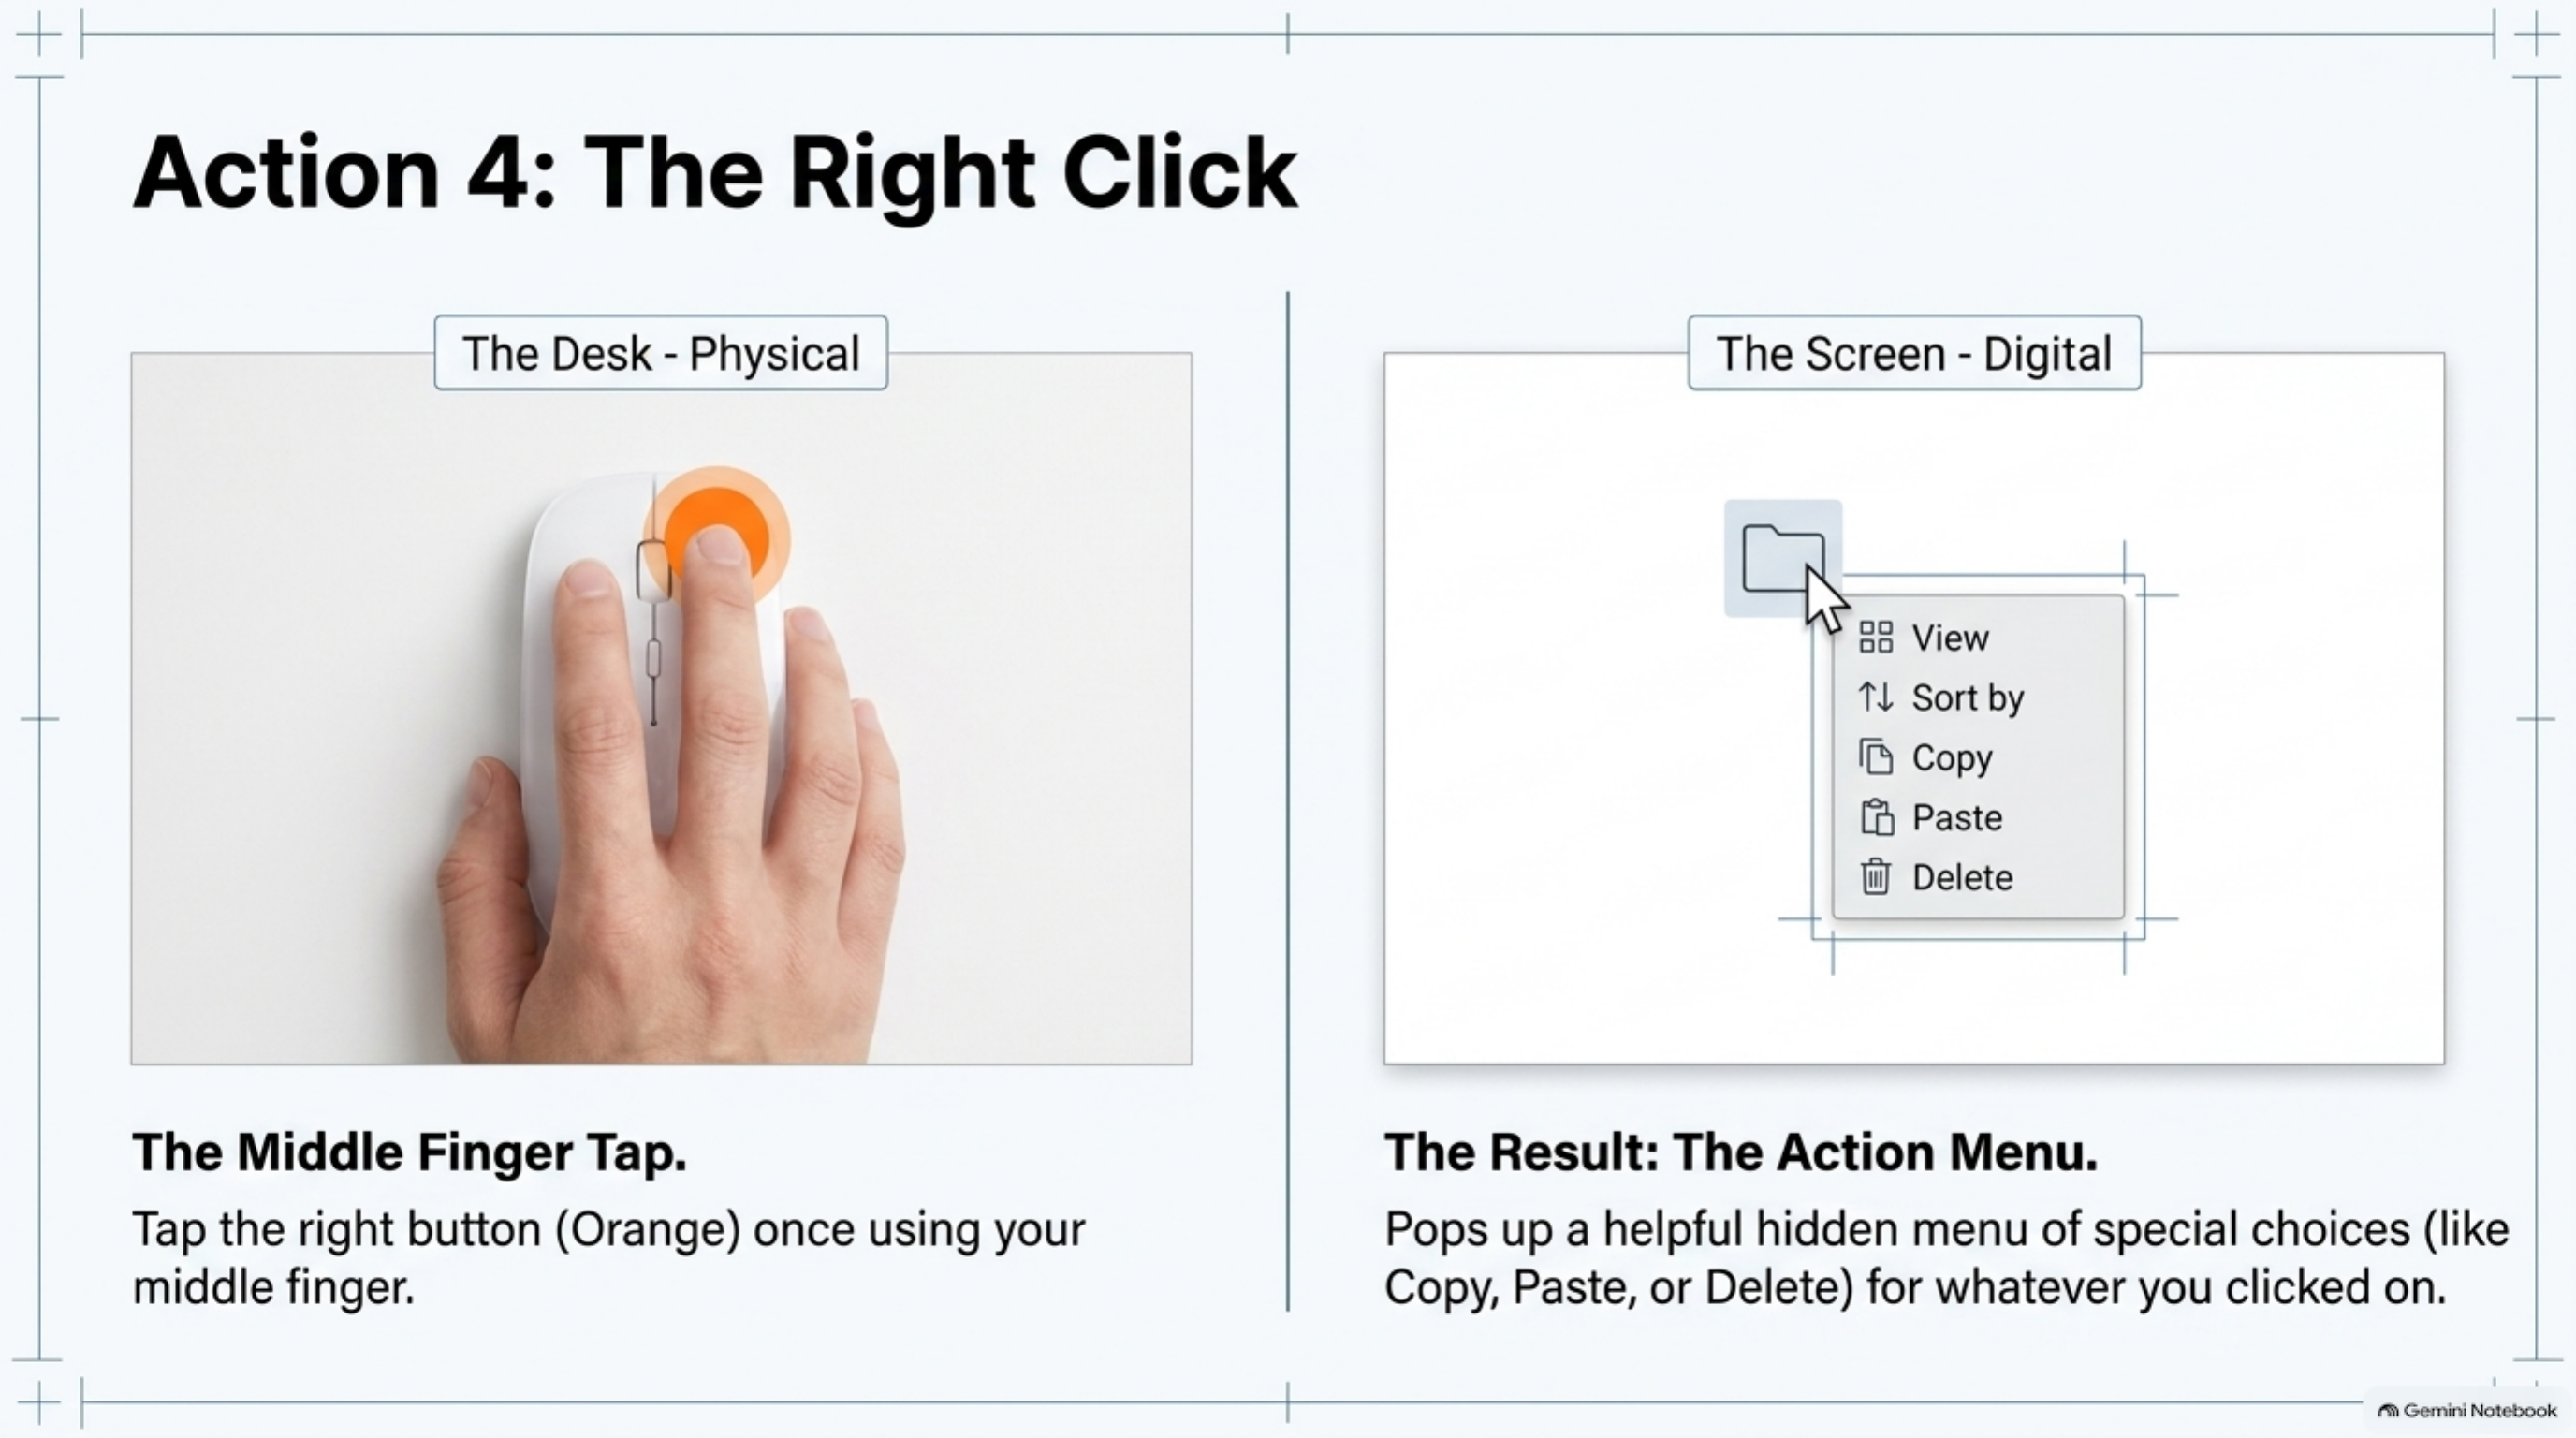 Action 4: The Right Click
The Desk - Physical
The Middle Finger Tap.
Tap the right button (Orange) once using your
middle finger.
The Screen - Digital
View
Sort by
Copy
Paste
Delete
The Result: The Action Menu.
Pops up a helpful hidden menu of special choices (like
Copy, Paste, or Delete) for whatever you clicked on.
Gemini Notebook